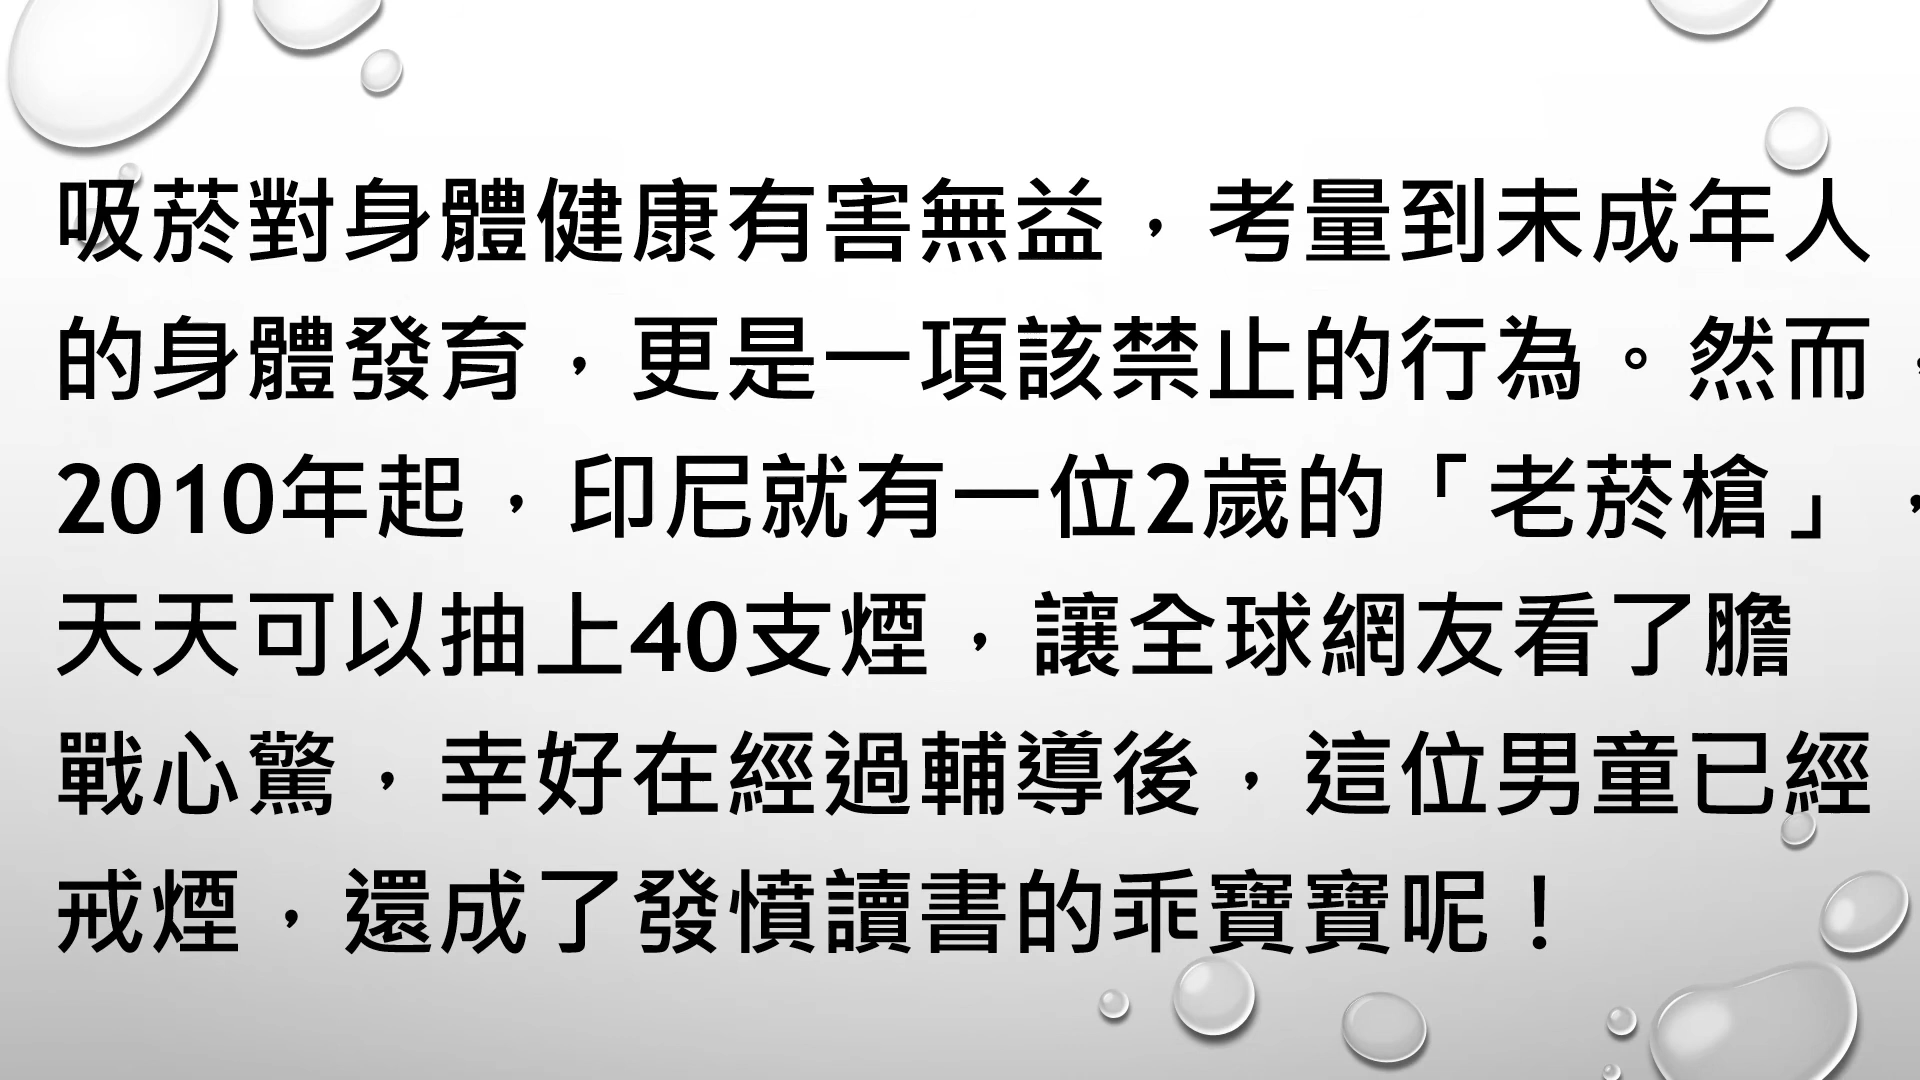 吸菸對身體健康有害無益，考量到未成年人
的身體發育，更是一項該禁止的行為。然而，
2010年起，印尼就有一位2歲的「老菸槍」，
天天可以抽上40支煙，讓全球網友看了膽
戰心驚，幸好在經過輔導後，這位男童已經
戒煙，還成了發憤讀書的乖寶寶呢！